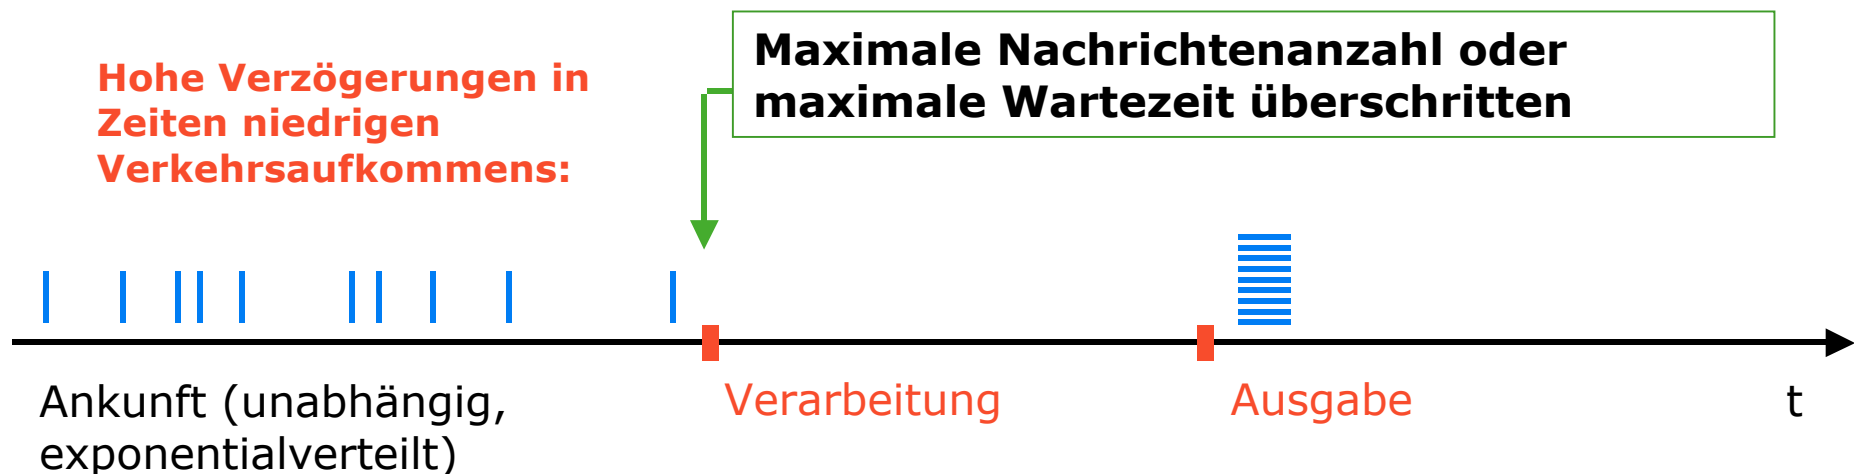 Hohe Verzögerungen in
Zeiten niedrigen
Verkehrsaufkommens:
Maximale Nachrichtenanzahl oder
maximale Wartezeit überschritten
Ankunft (unabhängig,
exponentialverteilt)
Verarbeitung
Ausgabe
t